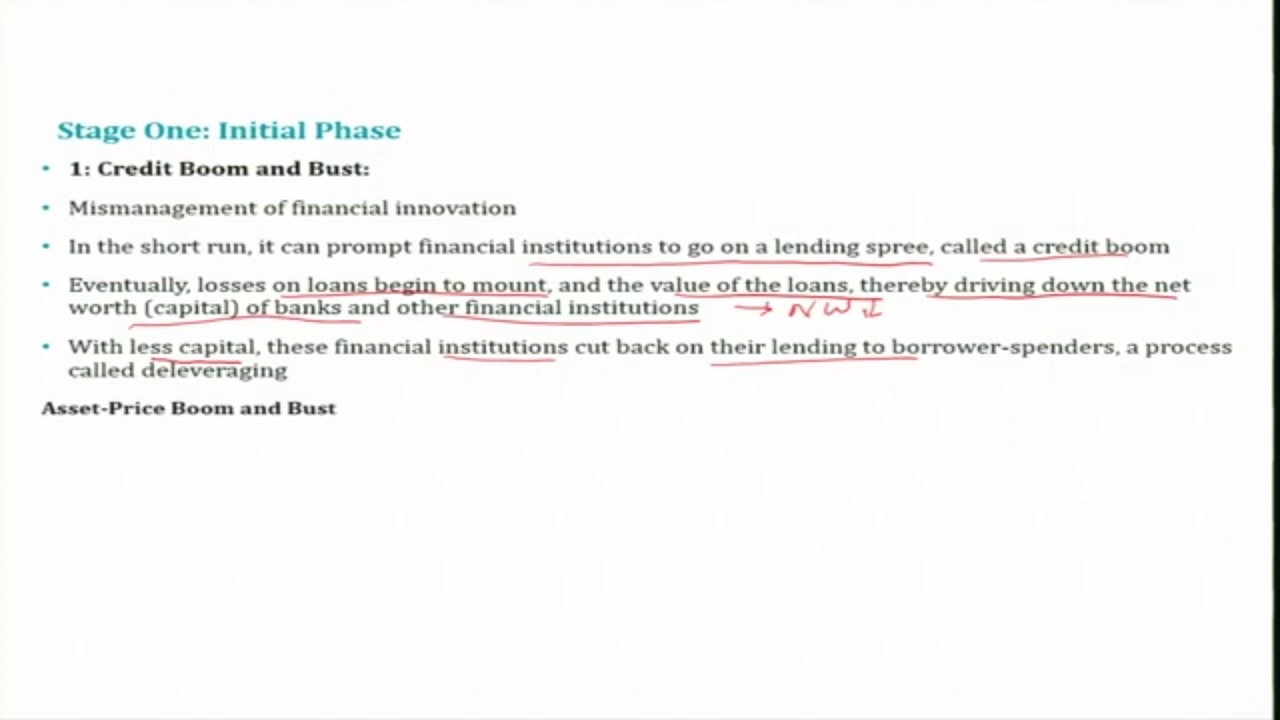 Stage One: Initial Phase
• 1: Credit Boom and Bust:
• Mismanagement of financial innovation
• In the short run, it can prompt financial institutions to go on a lending spree, called a credit boom
• Eventually, losses on loans begin to mount, and the value of the loans, thereby driving down the net
worth (capital) of banks and other financial institutions → NW↓
• With less capital, these financial institutions cut back on their lending to borrower-spenders, a process
called deleveraging
Asset-Price Boom and Bust